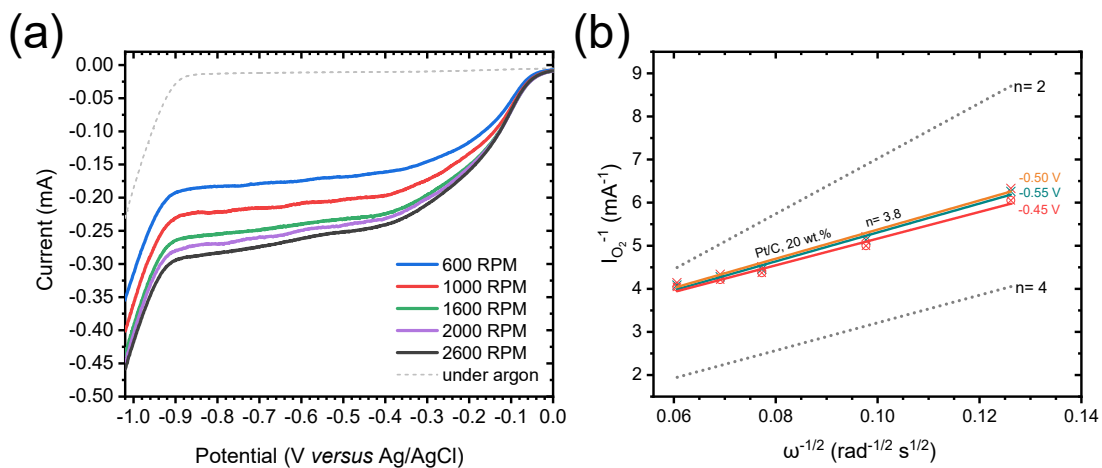 (a)
0.00
-0.05
-0.10
-0.15
-0.20
-0.25
-0.30
-0.35
-0.40
-0.45
-0.50
Current (mA)
600 RPM
1000 RPM
1600 RPM
2000 RPM
2600 RPM
under argon
-1.0 -0.9 -0.8 -0.7 -0.6 -0.5 -0.4 -0.3 -0.2 -0.1 0.0
Potential (V versus Ag/AgCl)
(b)
9
8
7
6
5
4
3
2
I_O₂⁻¹ (mA⁻¹)
n= 2
-0.50 V
-0.55 V
-0.45 V
n= 3.8
Pt/C, 20 wt.%
n= 4
0.06 0.08 0.10 0.12 0.14
ω⁻¹/² (rad⁻¹/² s¹/²)